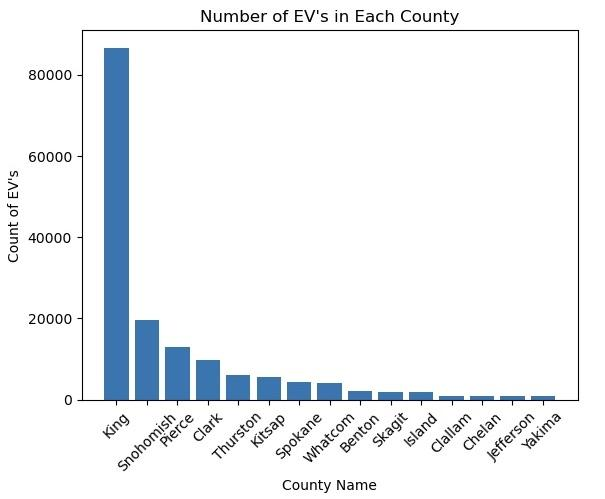 Number of EV's in Each County
80000
60000
40000
20000
0
Count of EV's
King
Snohomish
Pierce
Clark
Thurston
Kitsap
Spokane
Whatcom
Benton
Skagit
Island
Clallam
Chelan
Jefferson
Yakima
County Name